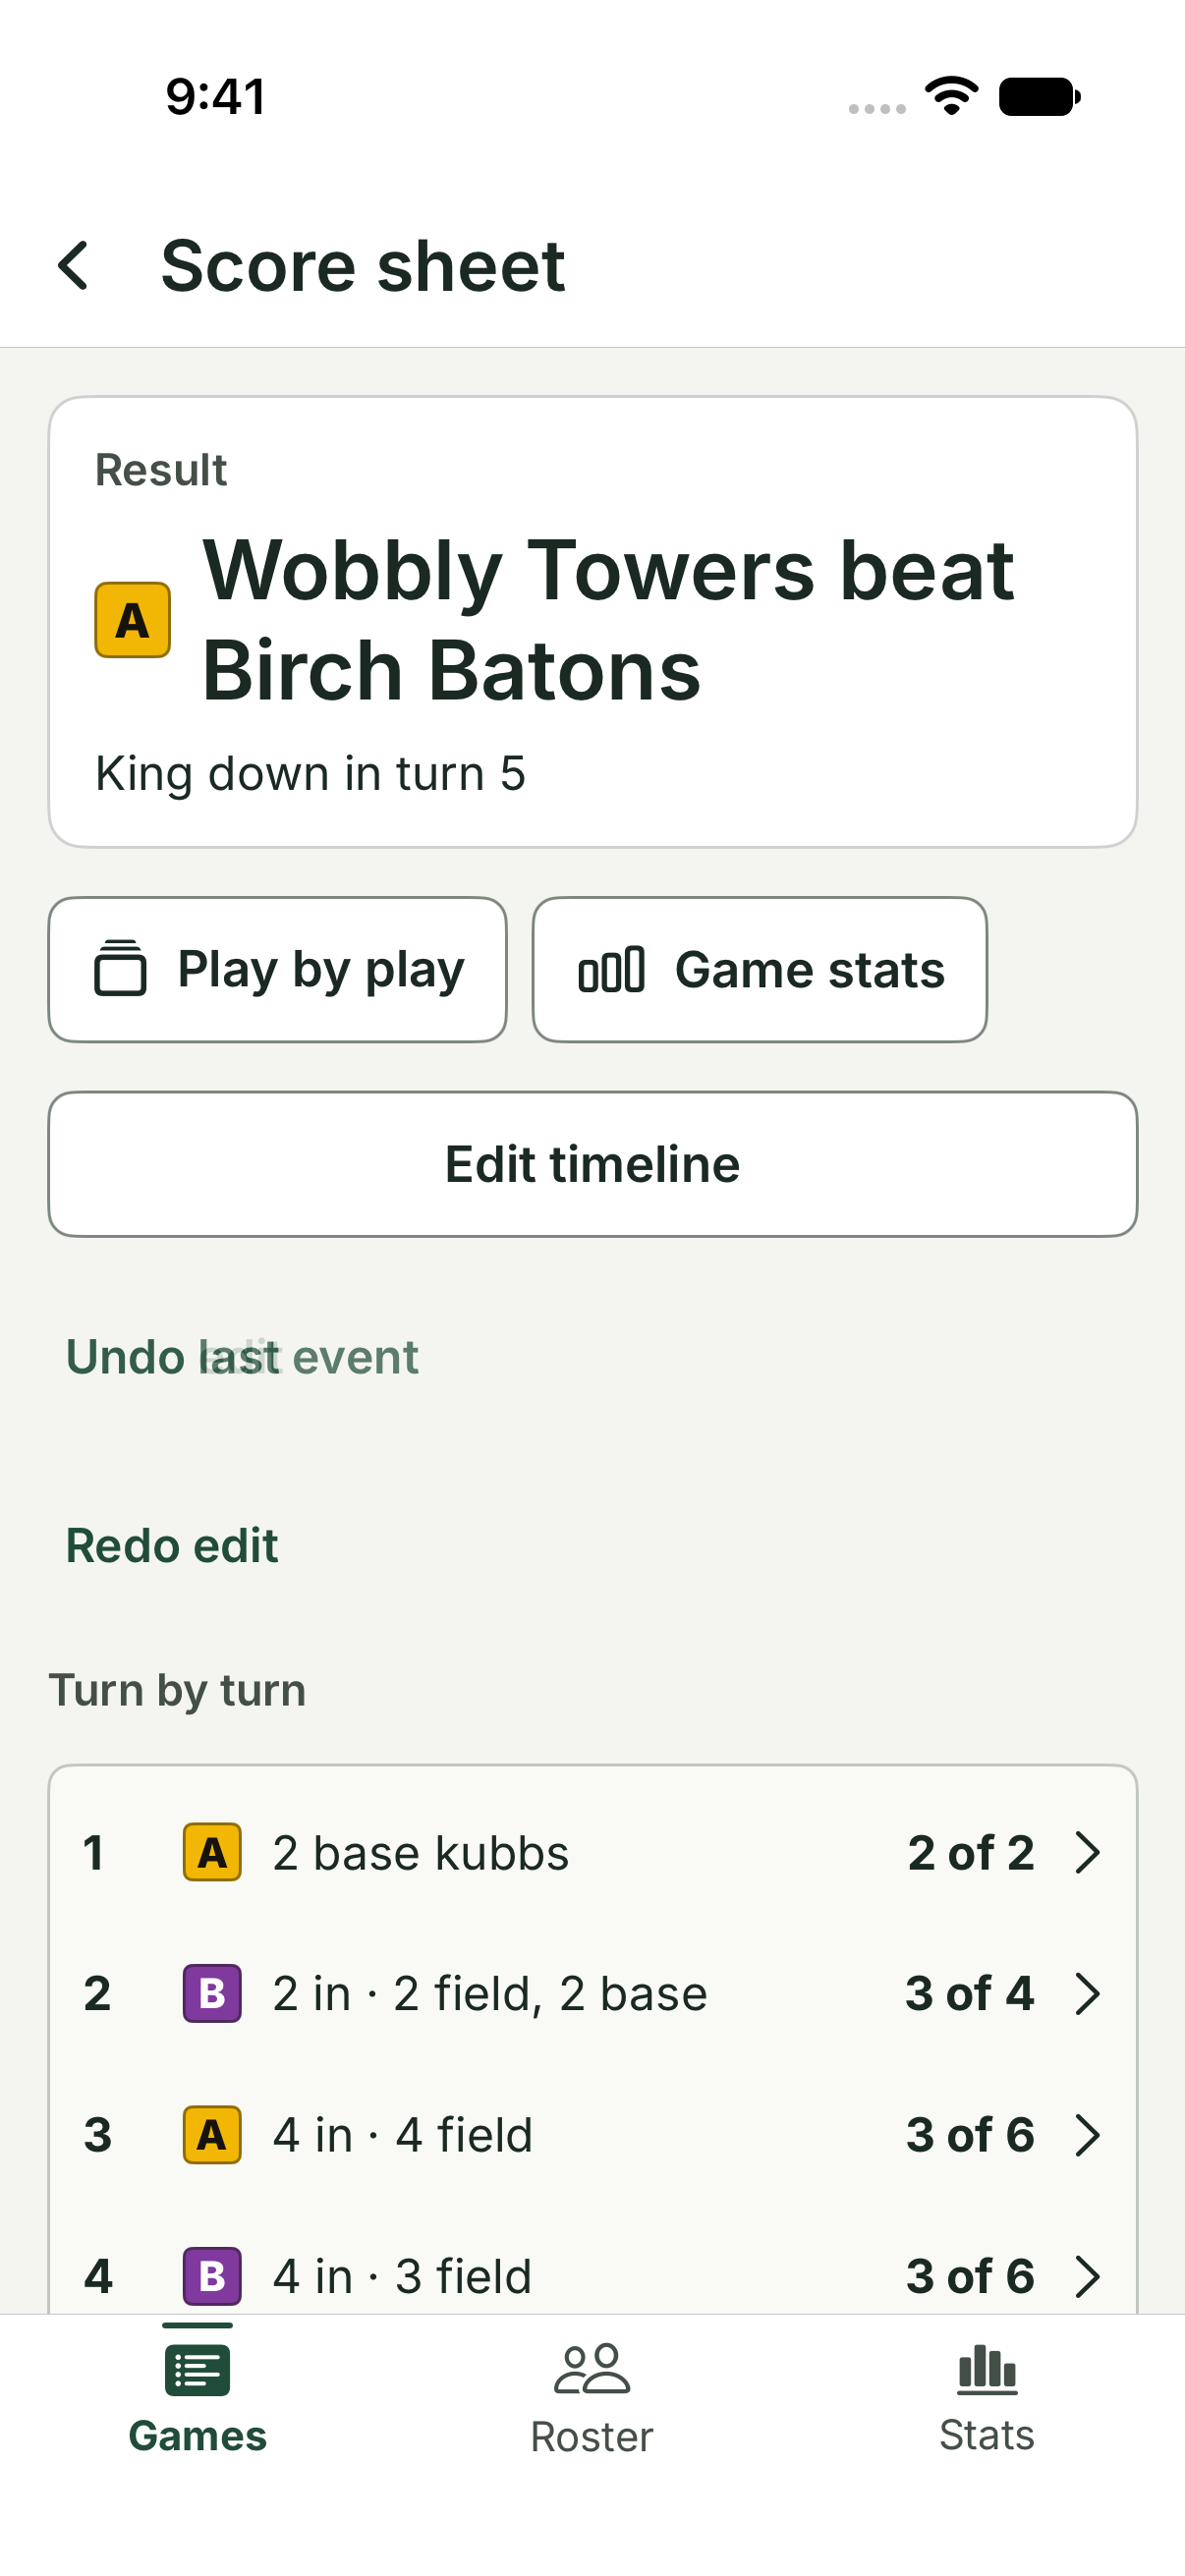 9:41
Score sheet
Result
A
Wobbly Towers beat
Birch Batons
King down in turn 5
Play by play
Game stats
Edit timeline
Undo last event
Redo edit
Turn by turn
1 A 2 base kubbs 2 of 2
2 B 2 in · 2 field, 2 base 3 of 4
3 A 4 in · 4 field 3 of 6
4 B 4 in · 3 field 3 of 6
Games
Roster
Stats